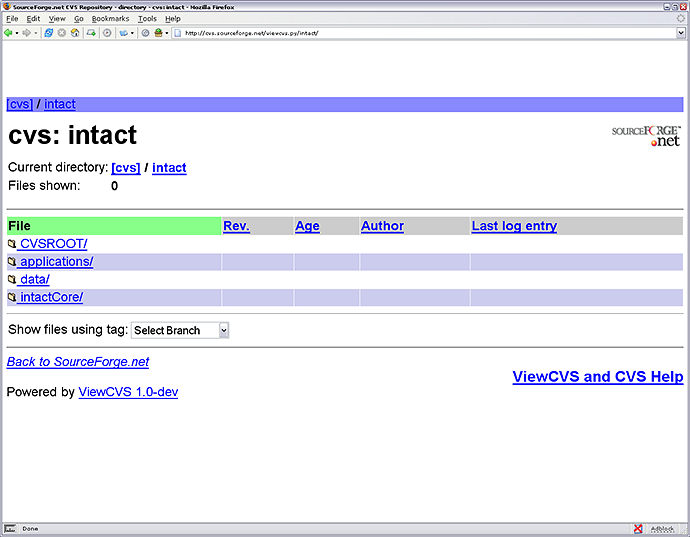 SourceForge.net CVS Repository - directory - cvs: intact - Mozilla Firefox
File Edit View Go Bookmarks Tools Help
http://cvs.sourceforge.net/viewcvs.py/intact/
[cvs] / intact
cvs: intact
SOURCEFORGE™
.net
Current directory: [cvs] / intact
Files shown: 0
File Rev. Age Author Last log entry
CVSROOT/
applications/
data/
intactCore/
Show files using tag: Select Branch
Back to SourceForge.net
ViewCVS and CVS Help
Powered by ViewCVS 1.0-dev
Done Adblock